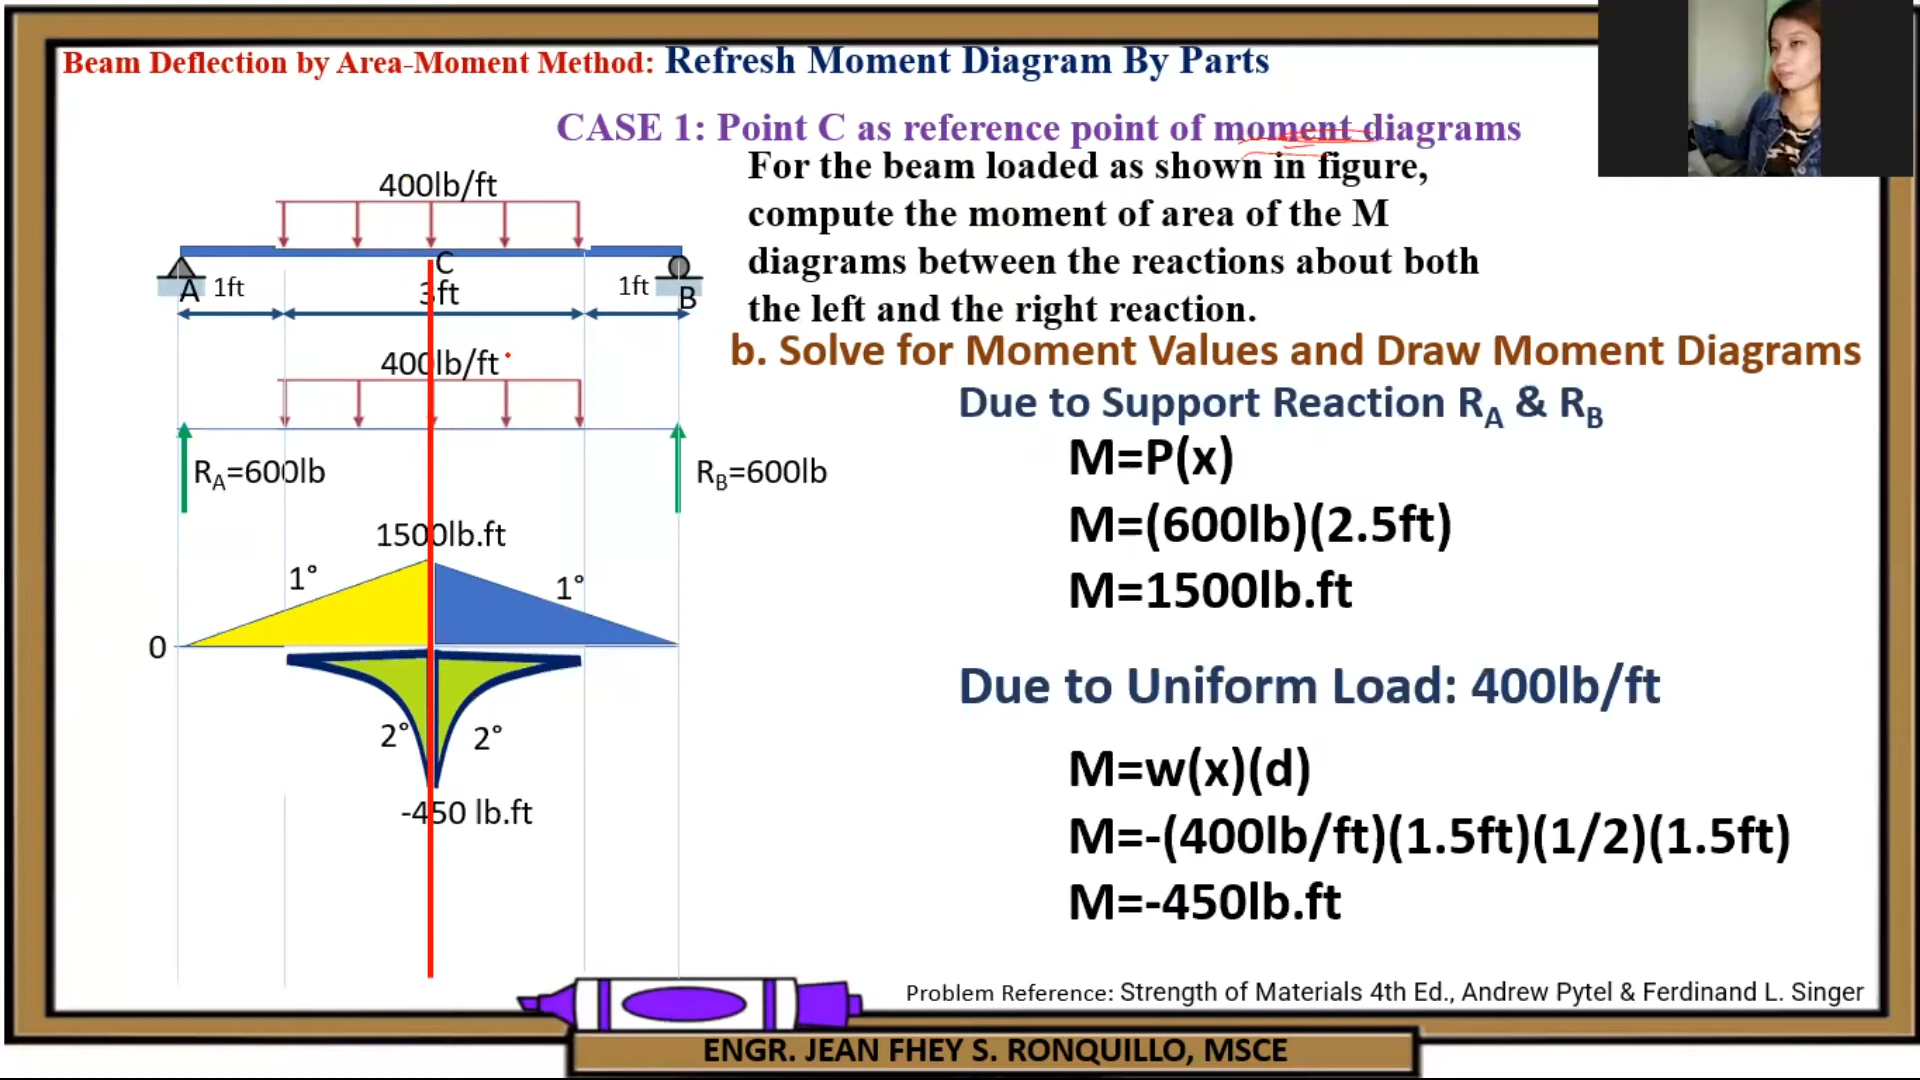 Beam Deflection by Area-Moment Method: Refresh Moment Diagram By Parts
CASE 1: Point C as reference point of moment diagrams
For the beam loaded as shown in figure,
compute the moment of area of the M
diagrams between the reactions about both
the left and the right reaction.
400lb/ft
C
A 1ft
3ft
1ft B
400lb/ft
RA=600lb
RB=600lb
1500lb.ft
1°
1°
0
2°
2°
-450 lb.ft
b. Solve for Moment Values and Draw Moment Diagrams
Due to Support Reaction RA & RB
M=P(x)
M=(600lb)(2.5ft)
M=1500lb.ft
Due to Uniform Load: 400lb/ft
M=w(x)(d)
M=-(400lb/ft)(1.5ft)(1/2)(1.5ft)
M=-450lb.ft
Problem Reference: Strength of Materials 4th Ed., Andrew Pytel & Ferdinand L. Singer
ENGR. JEAN FHEY S. RONQUILLO, MSCE